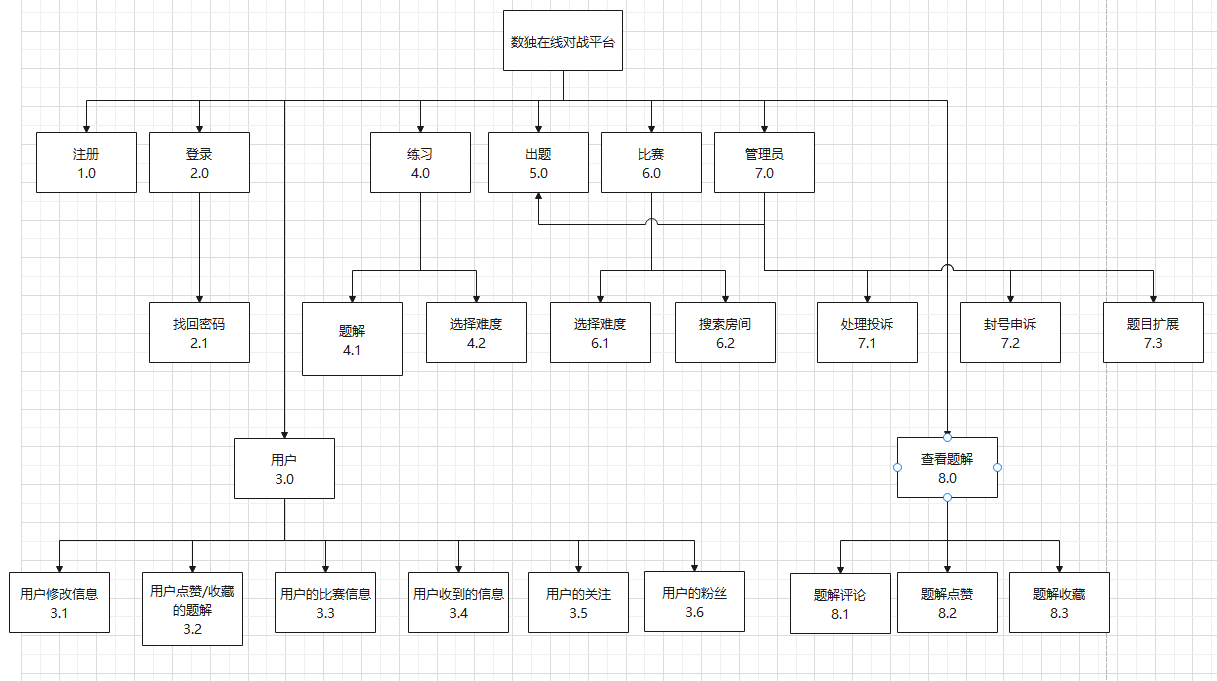 数独在线对战平台
注册
1.0
登录
2.0
练习
4.0
出题
5.0
比赛
6.0
管理员
7.0
找回密码
2.1
题解
4.1
选择难度
4.2
选择难度
6.1
搜索房间
6.2
处理投诉
7.1
封号申诉
7.2
题目扩展
7.3
用户
3.0
查看题解
8.0
用户修改信息
3.1
用户点赞/收藏
的题解
3.2
用户的比赛信息
3.3
用户收到的信息
3.4
用户的关注
3.5
用户的粉丝
3.6
题解评论
8.1
题解点赞
8.2
题解收藏
8.3